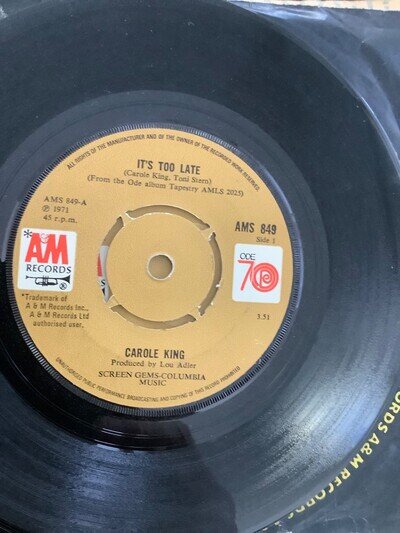 ALL RIGHTS OF THE MANUFACTURER AND OF THE OWNER OF THE RECORDED WORK RESERVED.
IT'S TOO LATE
(Carole King, Toni Stern)
(From the Ode album Tapestry AMLS 2025)
AMS 849-A
℗ 1971
45 r.p.m.
AMS 849
Side 1
A&M
RECORDS
ODE
70
*Trademark of
A & M Records Inc.,
A & M Records Ltd
authorised user.
3.51
CAROLE KING
Produced by Lou Adler
SCREEN GEMS-COLUMBIA
MUSIC
UNAUTHORISED PUBLIC PERFORMANCE BROADCASTING AND COPYING OF THIS RECORD PROHIBITED
ORDS A&M RECORDS